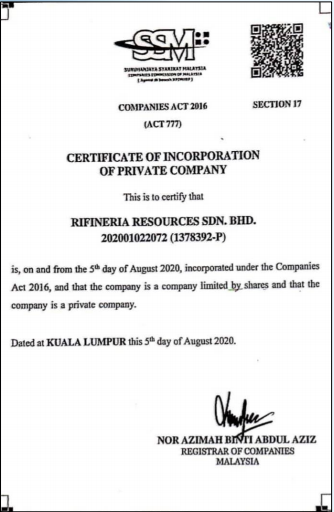 SSM
SURUHANJAYA SYARIKAT MALAYSIA
COMPANIES COMMISSION OF MALAYSIA
COMPANIES ACT 2016 SECTION 17
(ACT 777)
CERTIFICATE OF INCORPORATION
OF PRIVATE COMPANY
This is to certify that
RIFINERIA RESOURCES SDN. BHD.
202001022072 (1378392-P)
is, on and from the 5th day of August 2020, incorporated under the Companies
Act 2016, and that the company is a company limited by shares and that the
company is a private company.
Dated at KUALA LUMPUR this 5th day of August 2020.
NOR AZIMAH BINTI ABDUL AZIZ
REGISTRAR OF COMPANIES
MALAYSIA